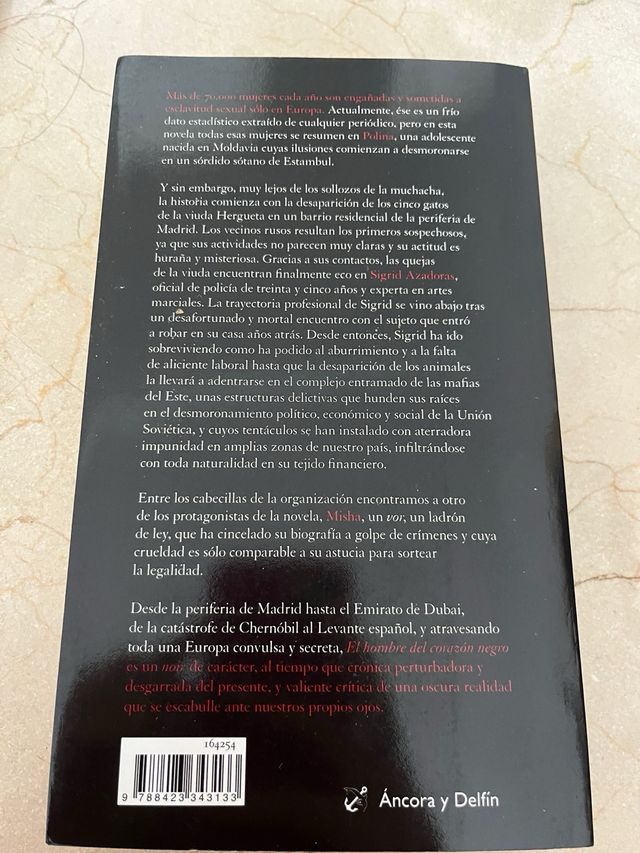 Más de 70.000 mujeres cada año son engañadas y sometidas a
esclavitud sexual sólo en Europa. Actualmente, ése es un frío
dato estadístico extraído de cualquier periódico, pero en esta
novela todas esas mujeres se resumen en Polina, una adolescente
nacida en Moldavia cuyas ilusiones comienzan a desmoronarse
en un sórdido sótano de Estambul.
Y sin embargo, muy lejos de los sollozos de la muchacha,
la historia comienza con la desaparición de los cinco gatos
de la viuda Hergueta en un barrio residencial de la periferia de
Madrid. Los vecinos rusos resultan los primeros sospechosos,
ya que sus actividades no parecen muy claras y su actitud es
huraña y misteriosa. Gracias a sus contactos, las quejas
de la viuda encuentran finalmente eco en Sigrid Azadoras,
oficial de policía de treinta y cinco años y experta en artes
marciales. La trayectoria profesional de Sigrid se vino abajo tras
un desafortunado y mortal encuentro con el sujeto que entró
a robar en su casa años atrás. Desde entonces, Sigrid ha ido
sobreviviendo como ha podido al aburrimiento y a la falta
de aliciente laboral hasta que la desaparición de los animales
la llevará a adentrarse en el complejo entramado de las mafias
del Este, unas estructuras delictivas que hunden sus raíces
en el desmoronamiento político, económico y social de la Unión
Soviética, y cuyos tentáculos se han instalado con aterradora
impunidad en amplias zonas de nuestro país, infiltrándose
con toda naturalidad en su tejido financiero.
Entre los cabecillas de la organización encontramos a otro
de los protagonistas de la novela, Misha, un vor, un ladrón
de ley, que ha cincelado su biografía a golpe de crímenes y cuya
crueldad es sólo comparable a su astucia para sortear
la legalidad.
Desde la periferia de Madrid hasta el Emirato de Dubai,
de la catástrofe de Chernóbil al Levante español, y atravesando
toda una Europa convulsa y secreta, El hombre del corazón negro
es un noir de carácter, al tiempo que crónica perturbadora y
desgarrada del presente, y valiente crítica de una oscura realidad
que se escabulle ante nuestros propios ojos.
164254
9 788423 343133
Áncora y Delfín